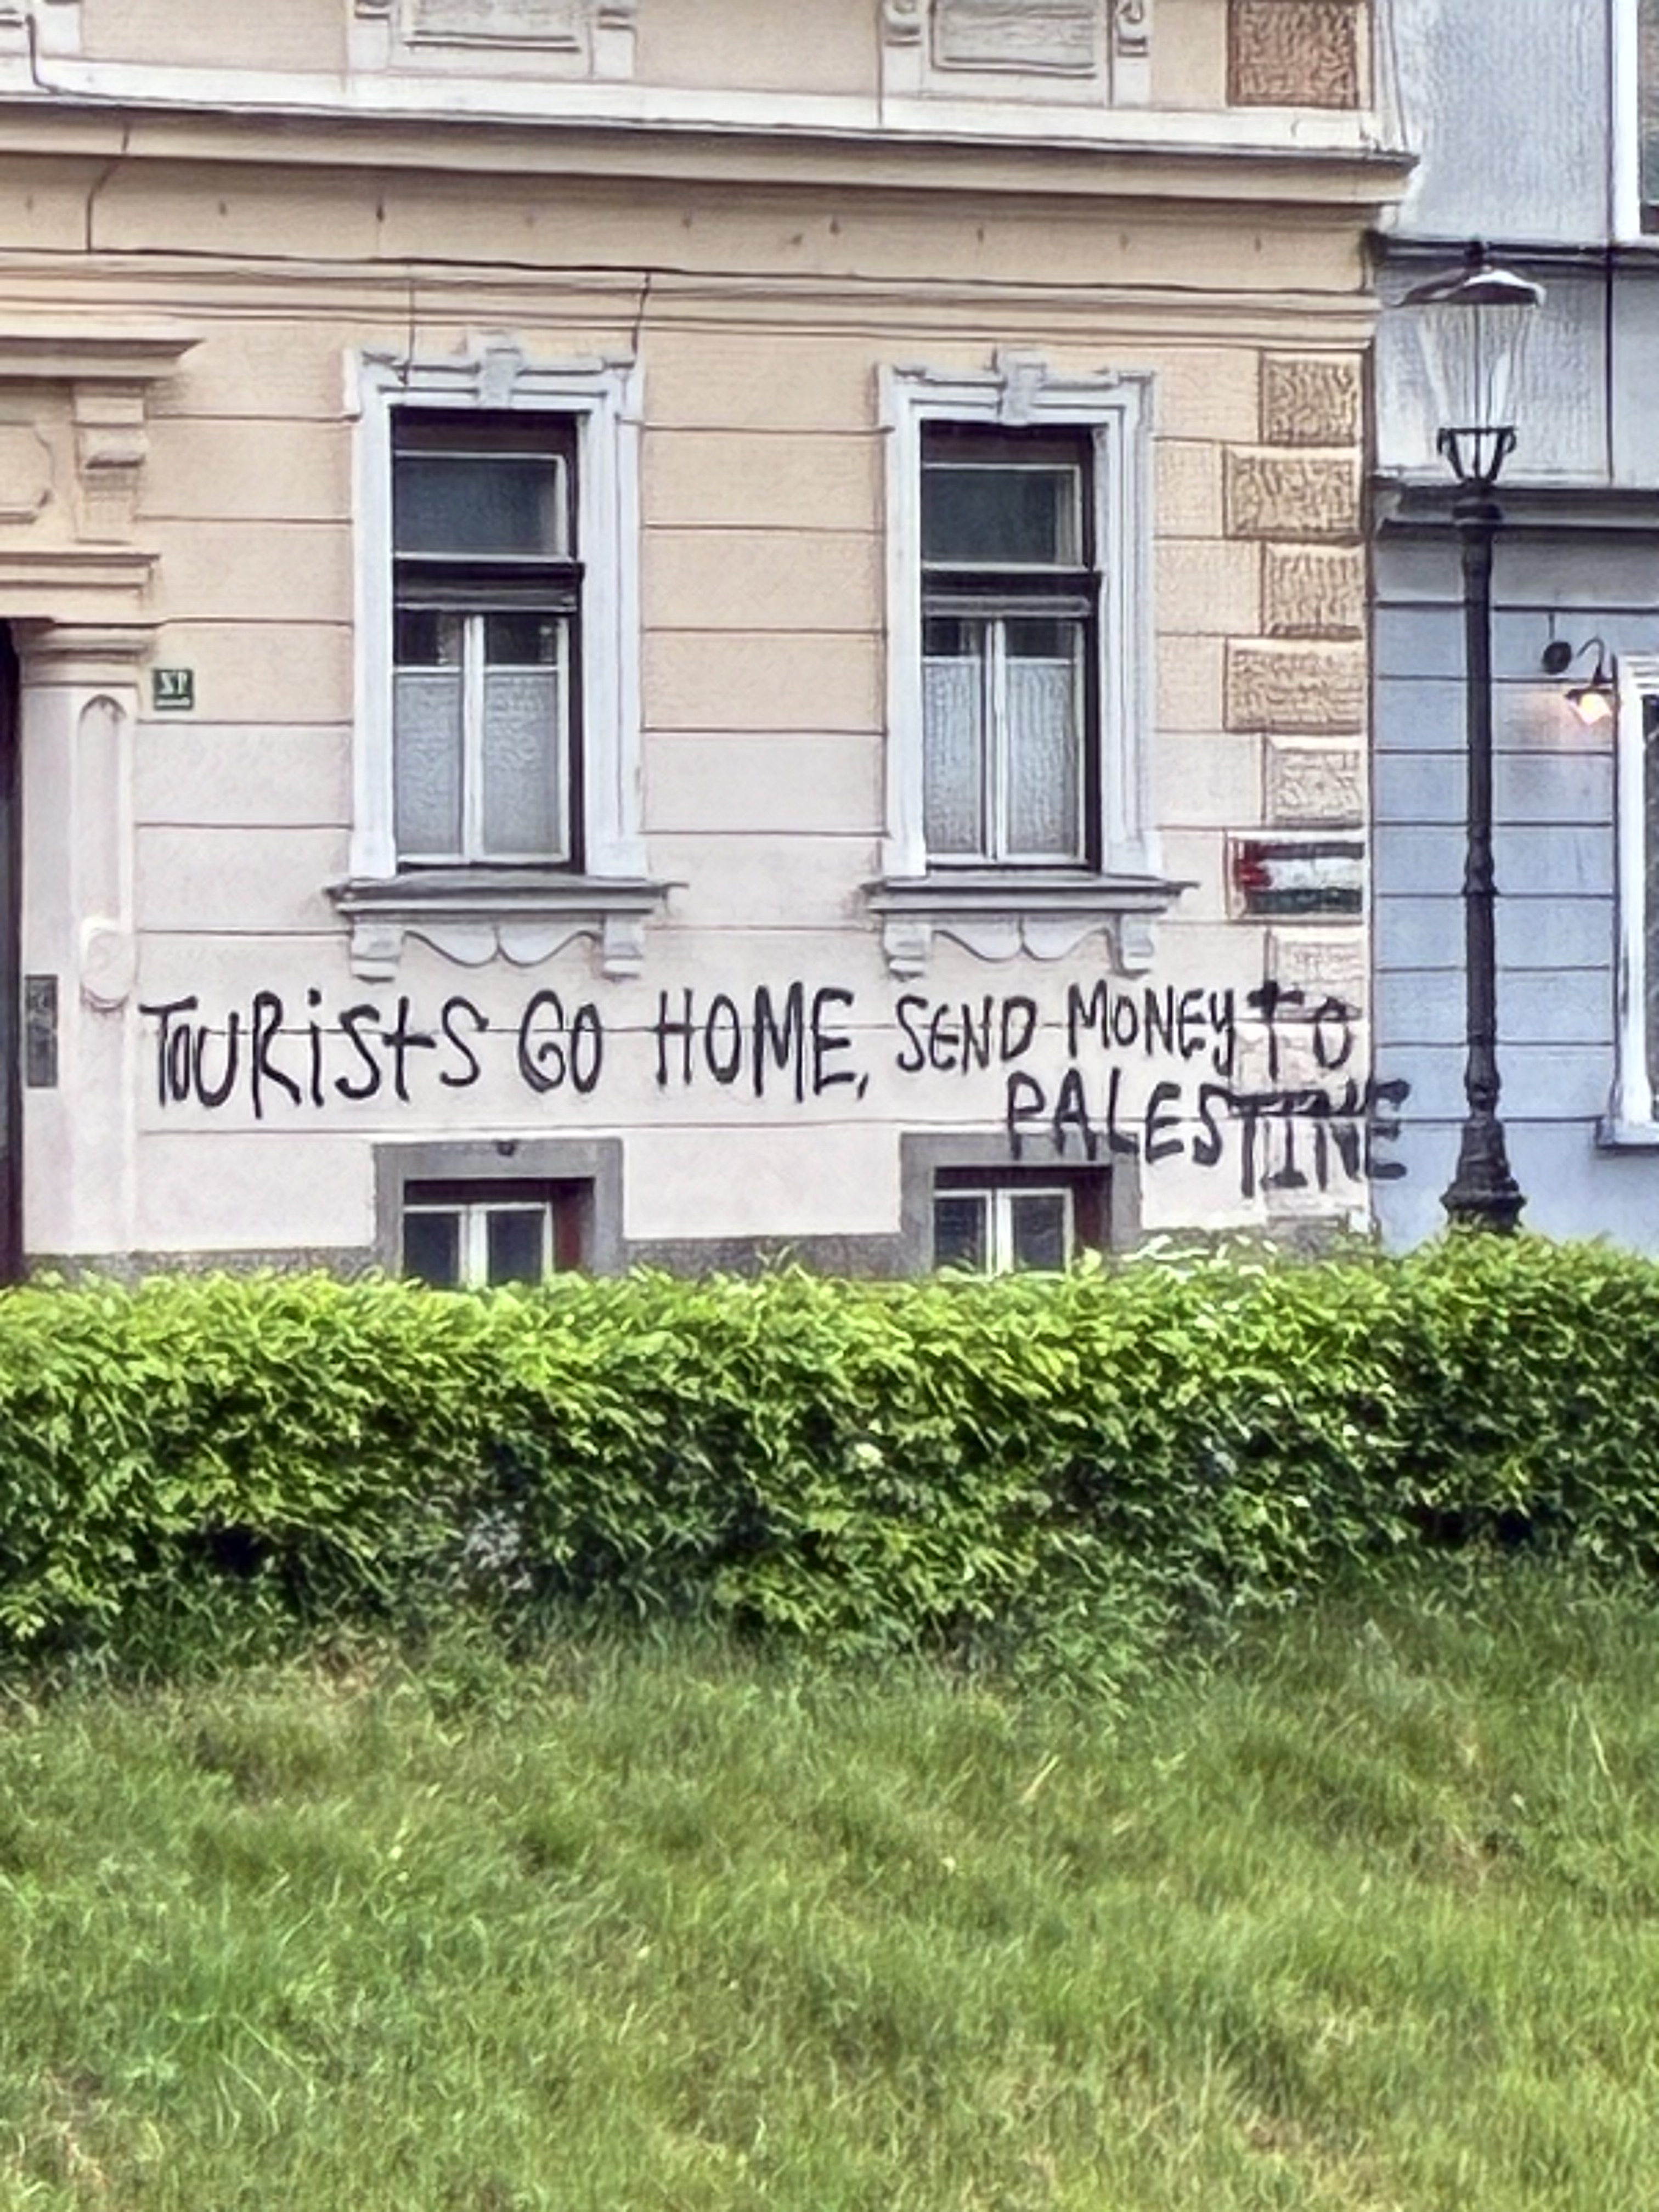 TOURiStS GO HOME, SEND MONEY TO
PALESTINE